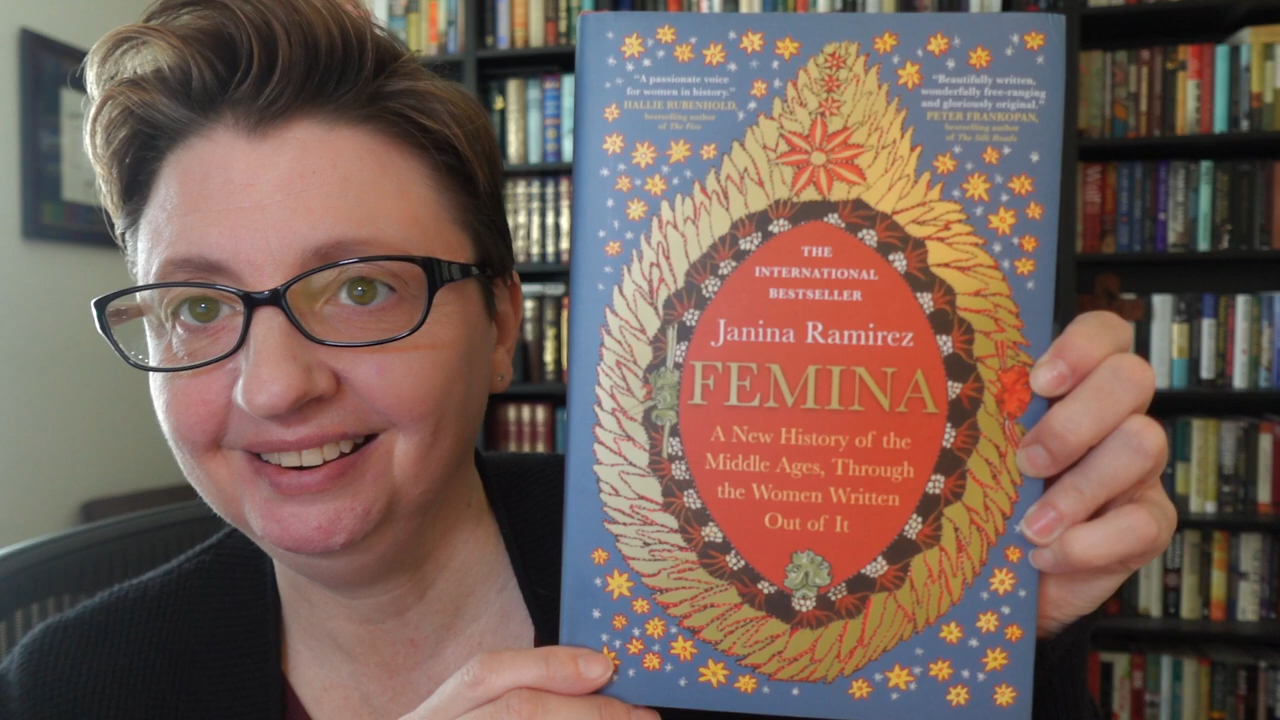 "A passionate voice
for women in history."
HALLIE RUBENHOLD,
bestselling author
of The Five
"Beautifully written,
wonderfully free-ranging
and gloriously original."
PETER FRANKOPAN,
bestselling author
of The Silk Roads
THE
INTERNATIONAL
BESTSELLER
Janina Ramirez
FEMINA
A New History of the
Middle Ages, Through
the Women Written
Out of It